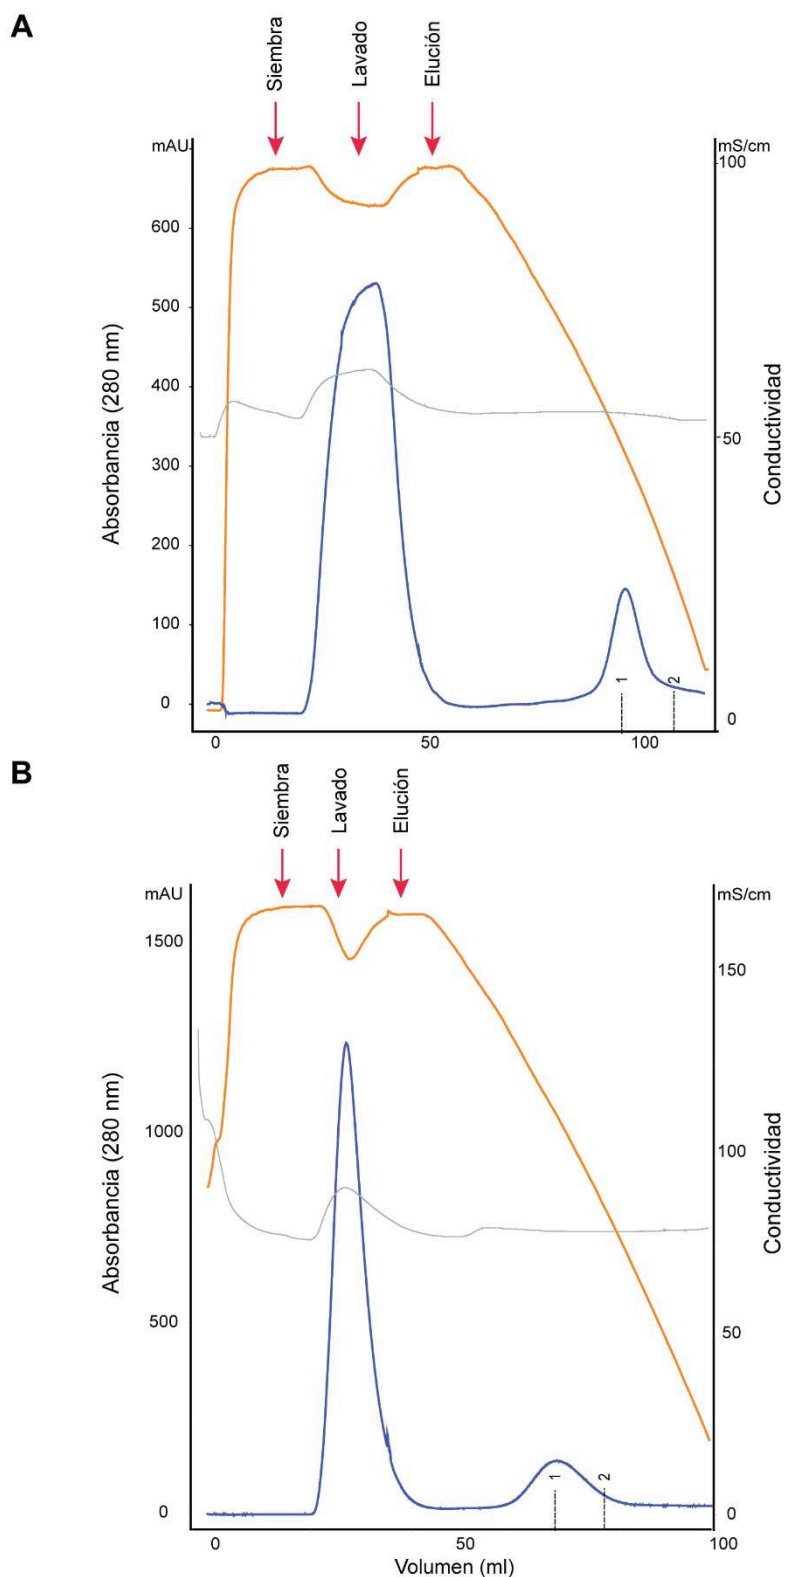 A
Siembra
Lavado
Elución
mAU
mS/cm
600
500
400
300
200
100
0
100
50
0
Absorbancia (280 nm)
Conductividad
1
2
0
50
100
B
Siembra
Lavado
Elución
mAU
mS/cm
1500
1000
500
0
150
100
50
0
Absorbancia (280 nm)
Conductividad
1
2
0
50
100
Volumen (ml)